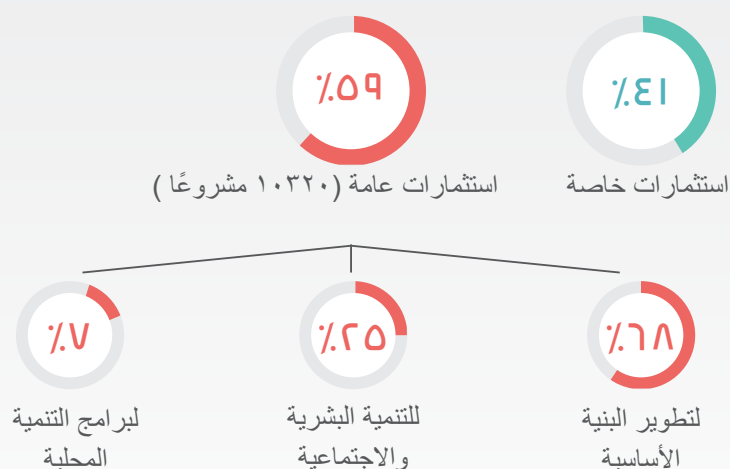 ٪٤١
٪٥٩
استثمارات خاصة
استثمارات عامة (١٠٣٢٠ مشروعًا )
٪٦٨
٪٢٥
٪٧
لتطوير البنية
الأساسية
للتنمية البشرية
والاجتماعية
لبرامج التنمية
المحلية